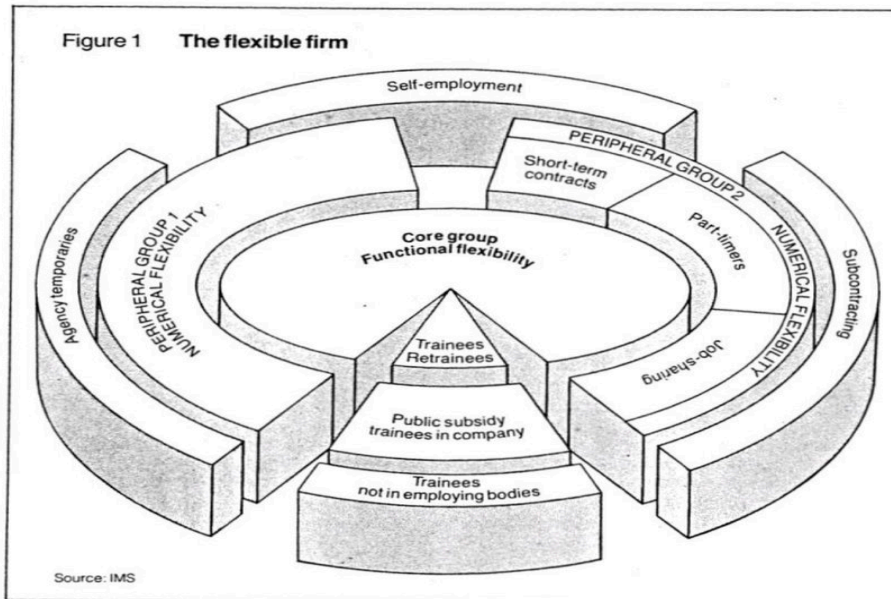 Figure 1 The flexible firm
Self-employment
PERIPHERAL GROUP 2
Short-term
contracts
Part-timers
Job-sharing
NUMERICAL FLEXIBILITY
Subcontracting
Agency temporaries
PERIPHERAL GROUP 1
NUMERICAL FLEXIBILITY
Core group
Functional flexibility
Trainees
Retrainees
Public subsidy
trainees in company
Trainees
not in employing bodies
Source: IMS